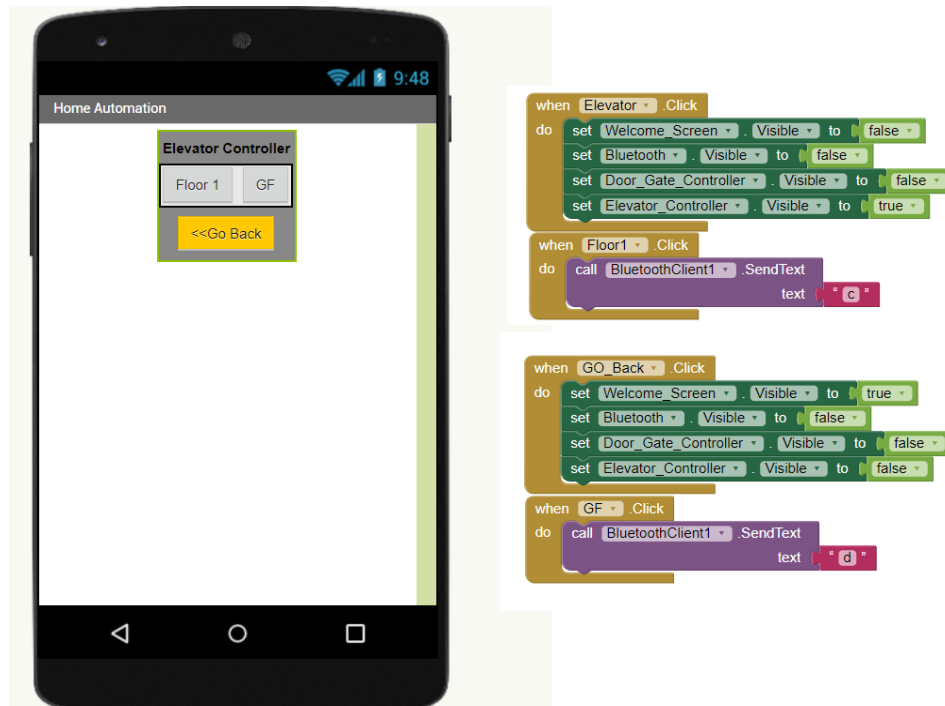 9:48
Home Automation
Elevator Controller
Floor 1 GF
<<Go Back
when Elevator .Click
do set Welcome_Screen . Visible to false
set Bluetooth . Visible to false
set Door_Gate_Controller . Visible to false
set Elevator_Controller . Visible to true
when Floor1 .Click
do call BluetoothClient1 .SendText
text "c"
when GO_Back .Click
do set Welcome_Screen . Visible to true
set Bluetooth . Visible to false
set Door_Gate_Controller . Visible to false
set Elevator_Controller . Visible to false
when GF .Click
do call BluetoothClient1 .SendText
text "d"